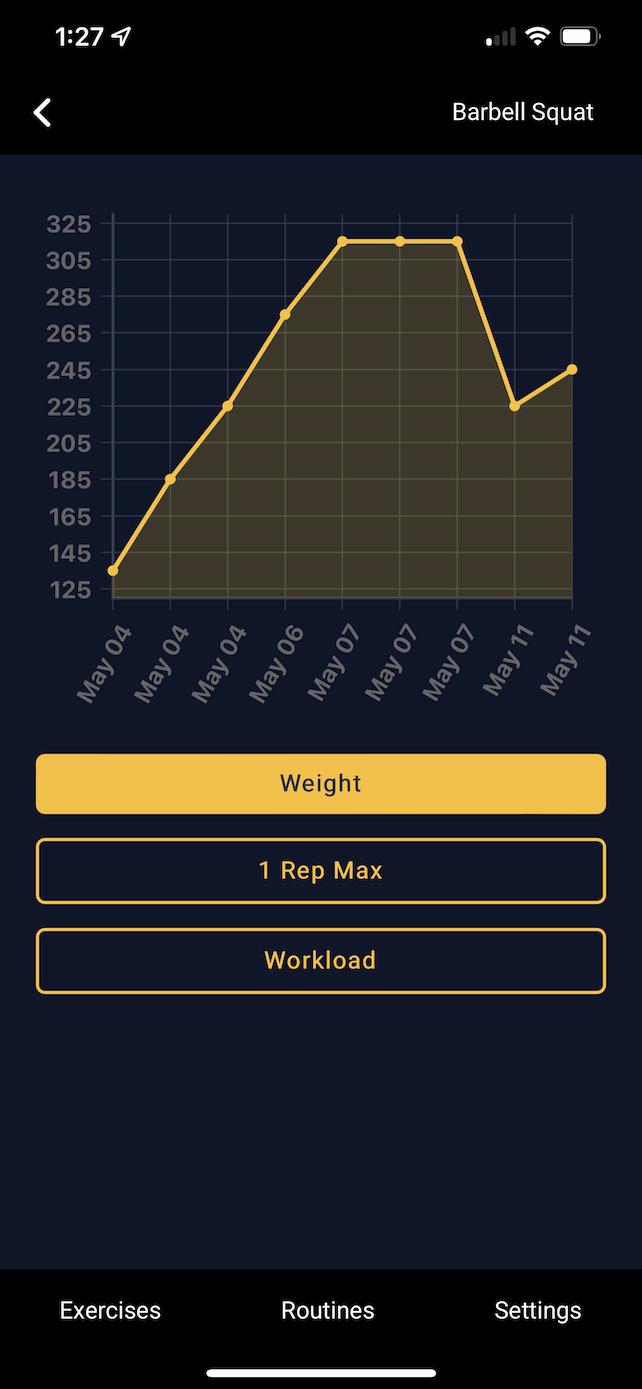 1:27
Barbell Squat
325
305
285
265
245
225
205
185
165
145
125
May 04
May 04
May 04
May 06
May 07
May 07
May 07
May 11
May 11
Weight
1 Rep Max
Workload
Exercises Routines Settings